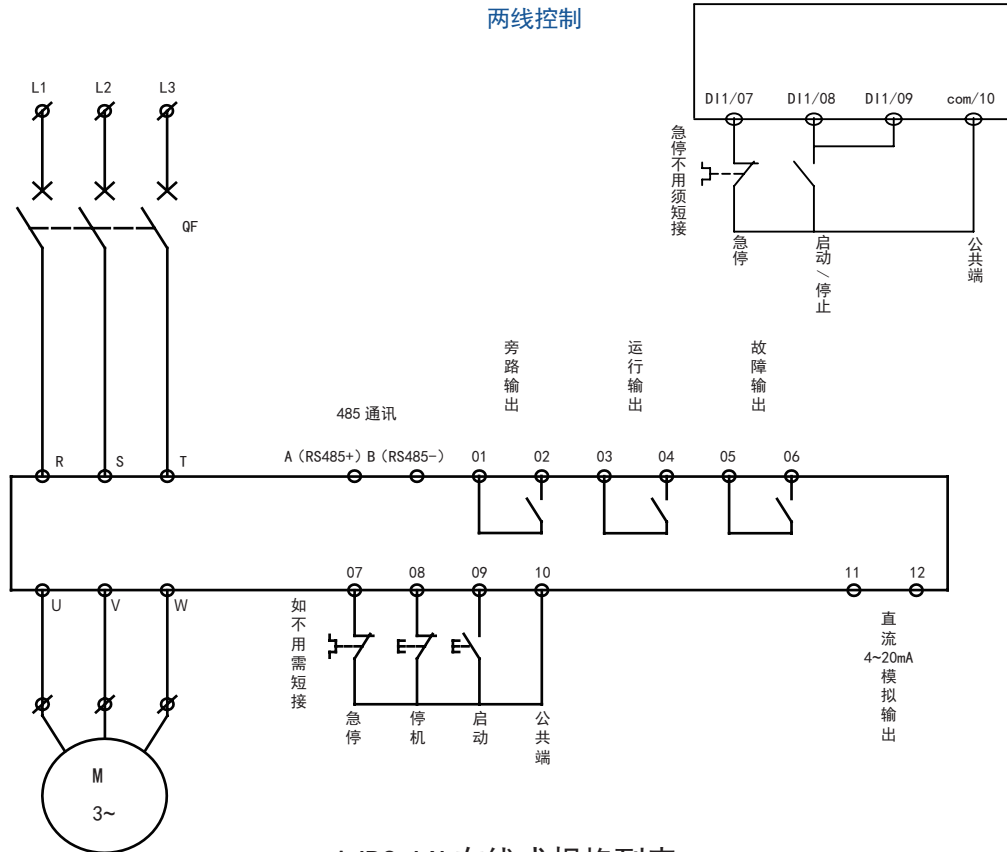 两线控制
DI1/07 DI1/08 DI1/09 com/10
急停不用须短接
急停
启动/停止
公共端
L1 L2 L3
QF
旁路输出
运行输出
故障输出
485 通讯
R S T
A（RS485+）B（RS485-） 01 02 03 04 05 06
07 08 09 10 11 12
U V W
如不用需短接
急停
停机
启动
公共端
直流
4~20mA
模拟输出
M
3~